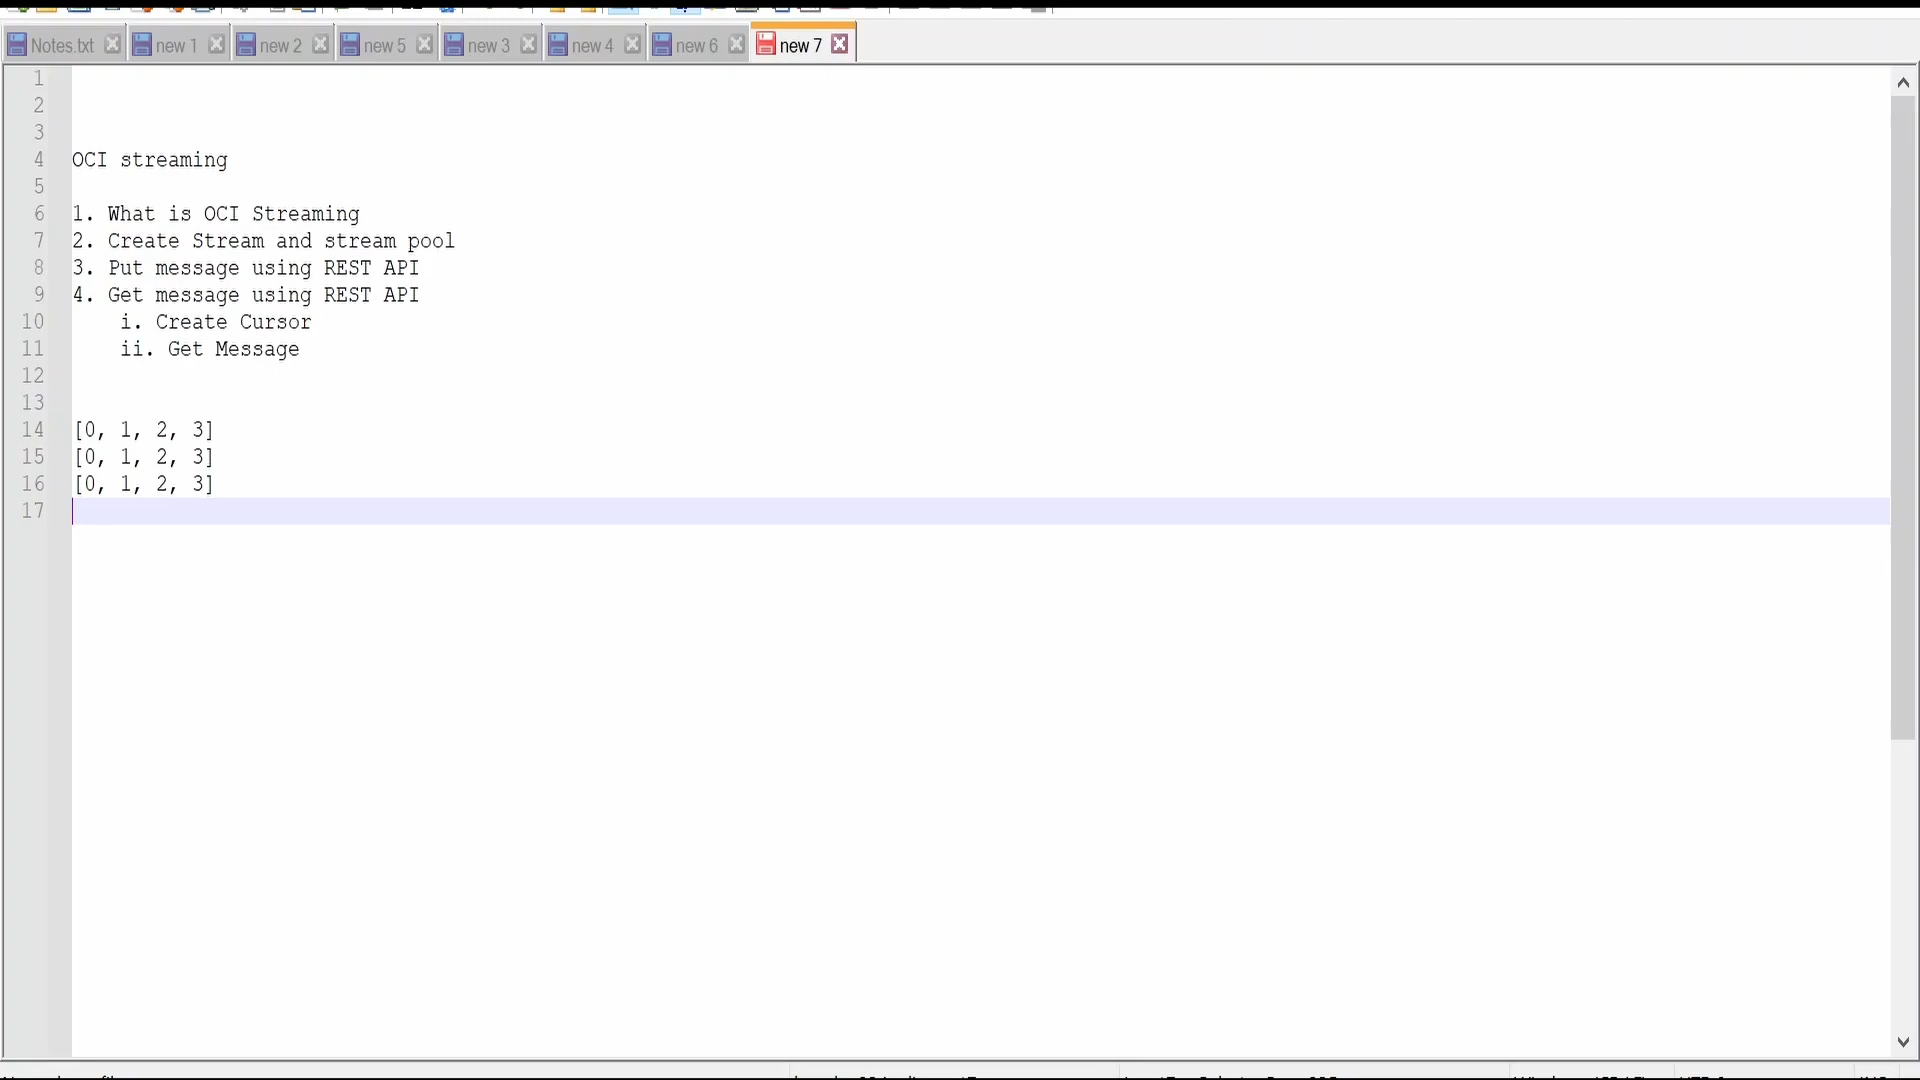 Notes.txt new 1 new 2 new 5 new 3 new 4 new 6 new 7
1
2
3
4 OCI streaming
5
6 1. What is OCI Streaming
7 2. Create Stream and stream pool
8 3. Put message using REST API
9 4. Get message using REST API
10 i. Create Cursor
11 ii. Get Message
12
13
14 [0, 1, 2, 3]
15 [0, 1, 2, 3]
16 [0, 1, 2, 3]
17